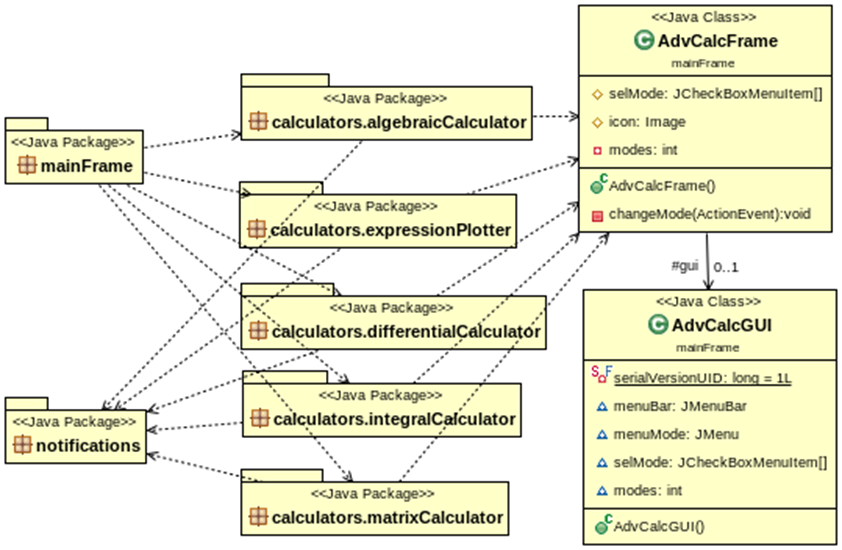 <<Java Package>>
mainFrame
<<Java Package>>
notifications
<<Java Package>>
calculators.algebraicCalculator
<<Java Package>>
calculators.expressionPlotter
<<Java Package>>
calculators.differentialCalculator
<<Java Package>>
calculators.integralCalculator
<<Java Package>>
calculators.matrixCalculator
<<Java Class>>
C AdvCalcFrame
mainFrame
selMode: JCheckBoxMenuItem[]
icon: Image
modes: int
C AdvCalcFrame()
changeMode(ActionEvent):void
#gui 0..1
<<Java Class>>
C AdvCalcGUI
mainFrame
S F serialVersionUID: long = 1L
menuBar: JMenuBar
menuMode: JMenu
selMode: JCheckBoxMenuItem[]
modes: int
C AdvCalcGUI()